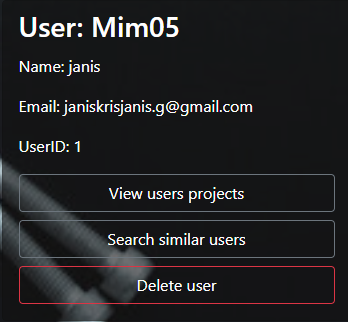 User: Mim05
Name: janis
Email: janiskrisjanis.g@gmail.com
UserID: 1
View users projects
Search similar users
Delete user